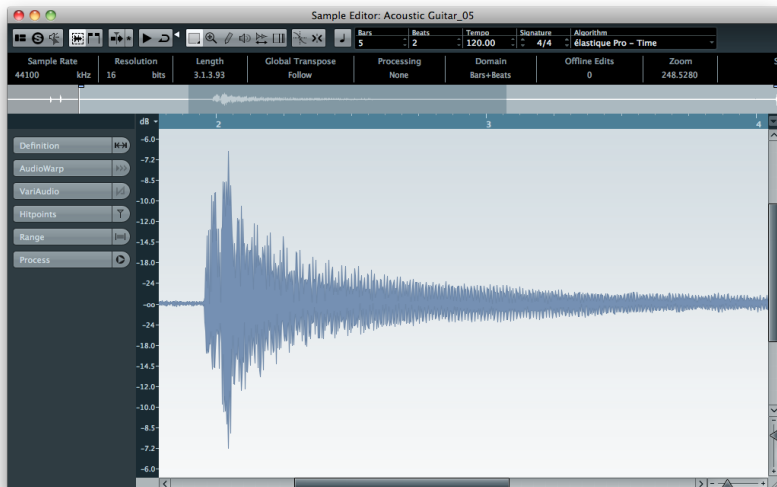 Sample Editor: Acoustic Guitar_05
Bars Beats Tempo Signature Algorithm
5 2 120.00 4/4 élastique Pro – Time
Sample Rate Resolution Length Global Transpose Processing Domain Offline Edits Zoom S
44100 kHz 16 bits 3.1.3.93 Follow None Bars+Beats 0 248.5280
dB 2 3 4
Definition
AudioWarp
VariAudio
Hitpoints
Range
Process
-6.0
-7.2
-8.5
-10.0
-12.0
-14.5
-18.0
-24
-oo
-24
-18.0
-14.5
-12.0
-10.0
-8.5
-7.2
-6.0